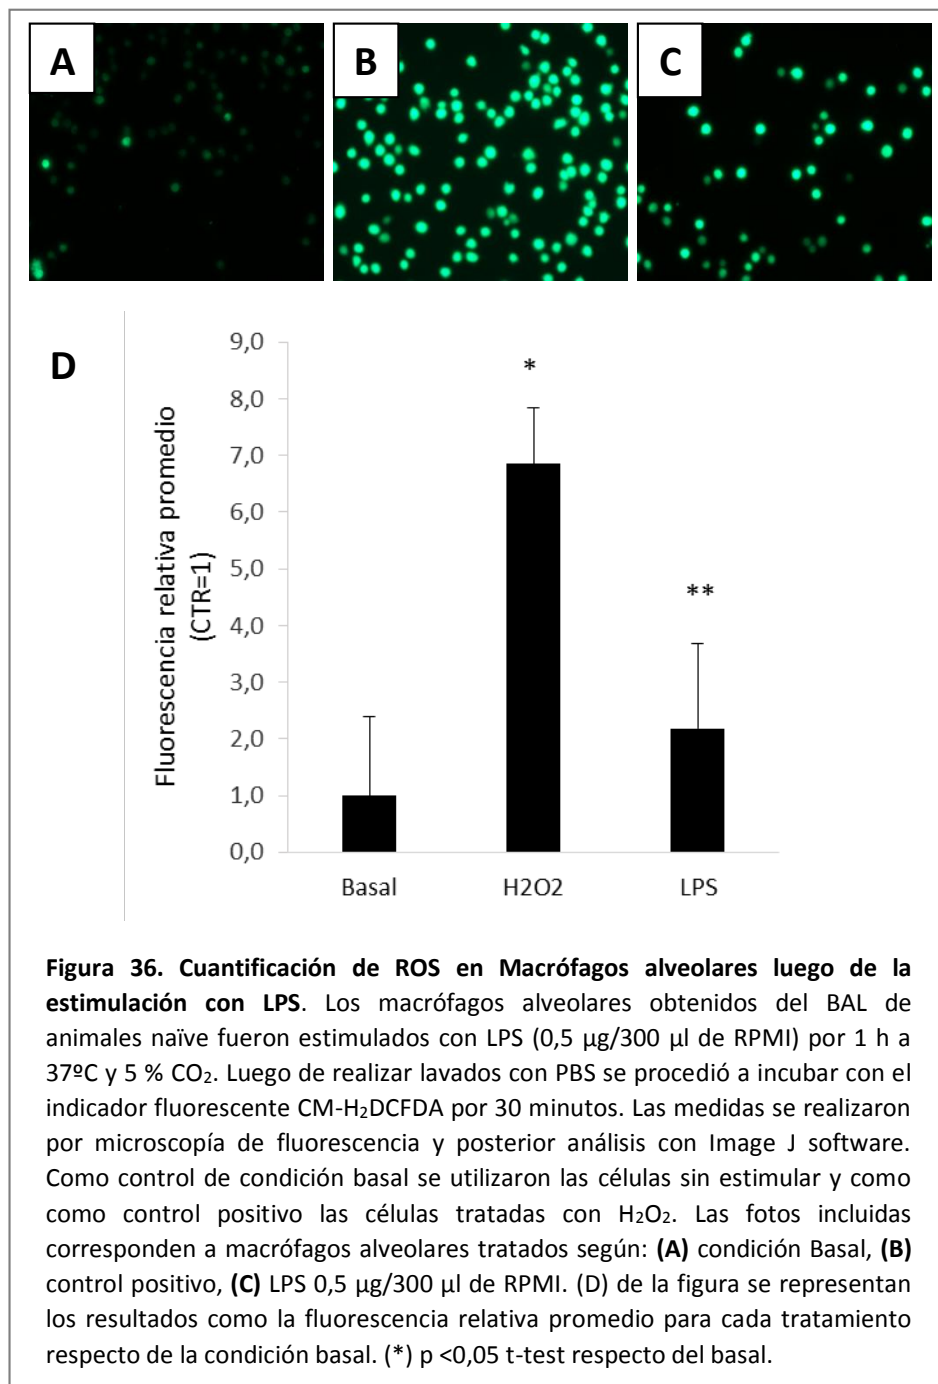 A
B
C
D
9,0
8,0
7,0
6,0
5,0
4,0
3,0
2,0
1,0
0,0
Fluorescencia relativa promedio
(CTR=1)
*
**
Basal
H2O2
LPS
Figura 36. Cuantificación de ROS en Macrófagos alveolares luego de la
estimulación con LPS. Los macrófagos alveolares obtenidos del BAL de
animales naïve fueron estimulados con LPS (0,5 μg/300 μl de RPMI) por 1 h a
37ºC y 5 % CO₂. Luego de realizar lavados con PBS se procedió a incubar con el
indicador fluorescente CM-H₂DCFDA por 30 minutos. Las medidas se realizaron
por microscopía de fluorescencia y posterior análisis con Image J software.
Como control de condición basal se utilizaron las células sin estimular y como
como control positivo las células tratadas con H₂O₂. Las fotos incluidas
corresponden a macrófagos alveolares tratados según: (A) condición Basal, (B)
control positivo, (C) LPS 0,5 μg/300 μl de RPMI. (D) de la figura se representan
los resultados como la fluorescencia relativa promedio para cada tratamiento
respecto de la condición basal. (*) p <0,05 t-test respecto del basal.